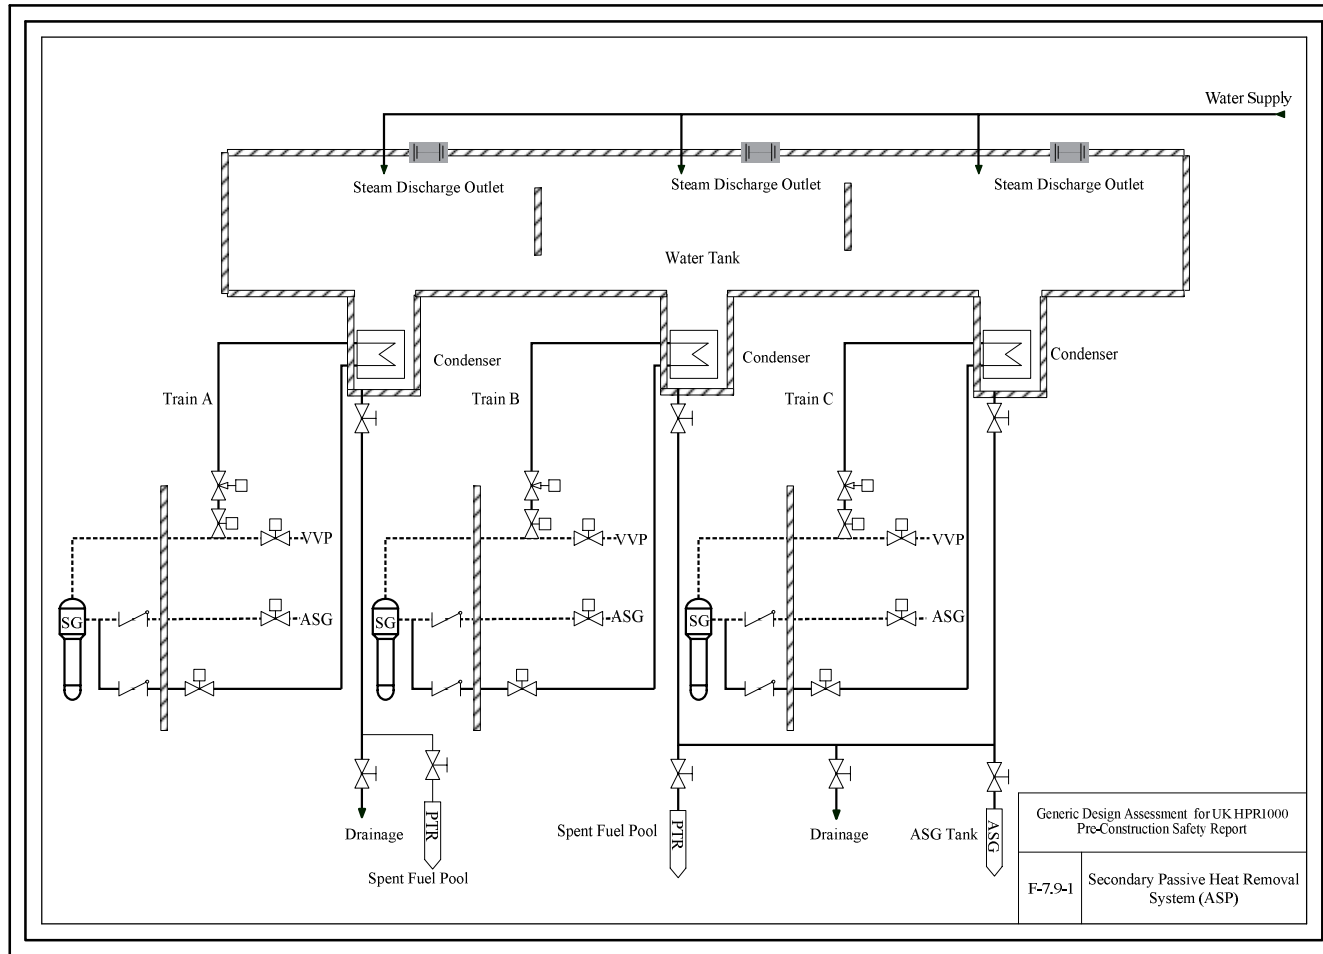 Water Supply
Steam Discharge Outlet
Steam Discharge Outlet
Steam Discharge Outlet
Water Tank
Condenser
Condenser
Condenser
Train A
Train B
Train C
VVP
VVP
VVP
SG
ASG
SG
ASG
SG
ASG
Drainage
PTR
Spent Fuel Pool
Spent Fuel Pool
PTR
Drainage
ASG Tank
ASG
Generic Design Assessment for UK HPR1000
Pre-Construction Safety Report
F-7.9-1
Secondary Passive Heat Removal
System (ASP)